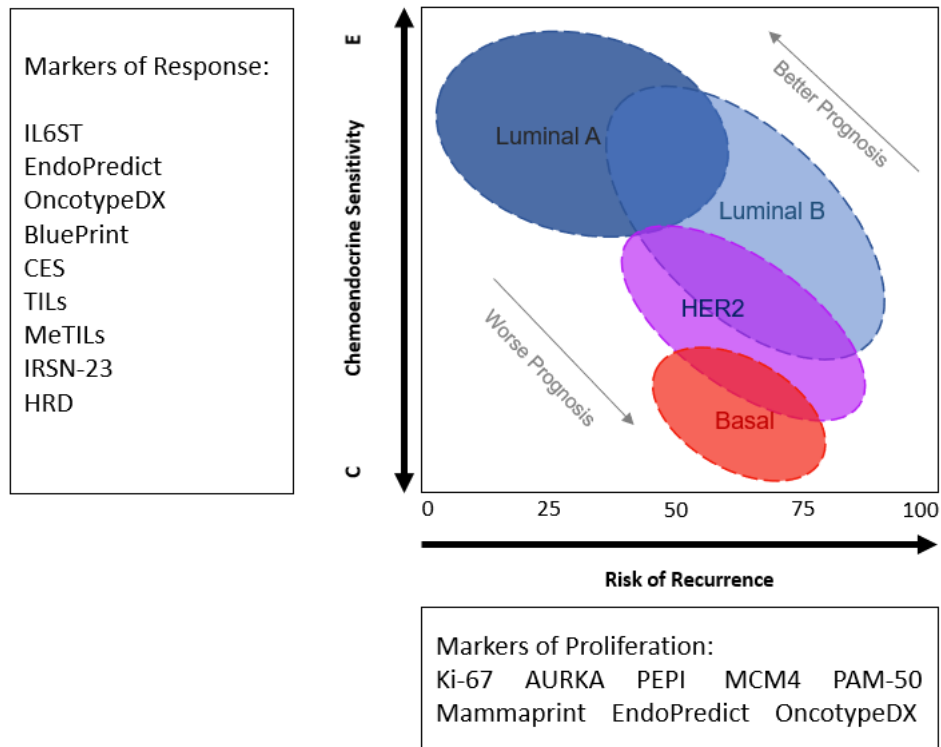 Markers of Response:
IL6ST
EndoPredict
OncotypeDX
BluePrint
CES
TILs
MeTILs
IRSN-23
HRD
E
Chemoendocrine Sensitivity
C
Luminal A
Luminal B
HER2
Basal
Better Prognosis
Worse Prognosis
0 25 50 75 100
Risk of Recurrence
Markers of Proliferation:
Ki-67 AURKA PEPI MCM4 PAM-50
Mammaprint EndoPredict OncotypeDX